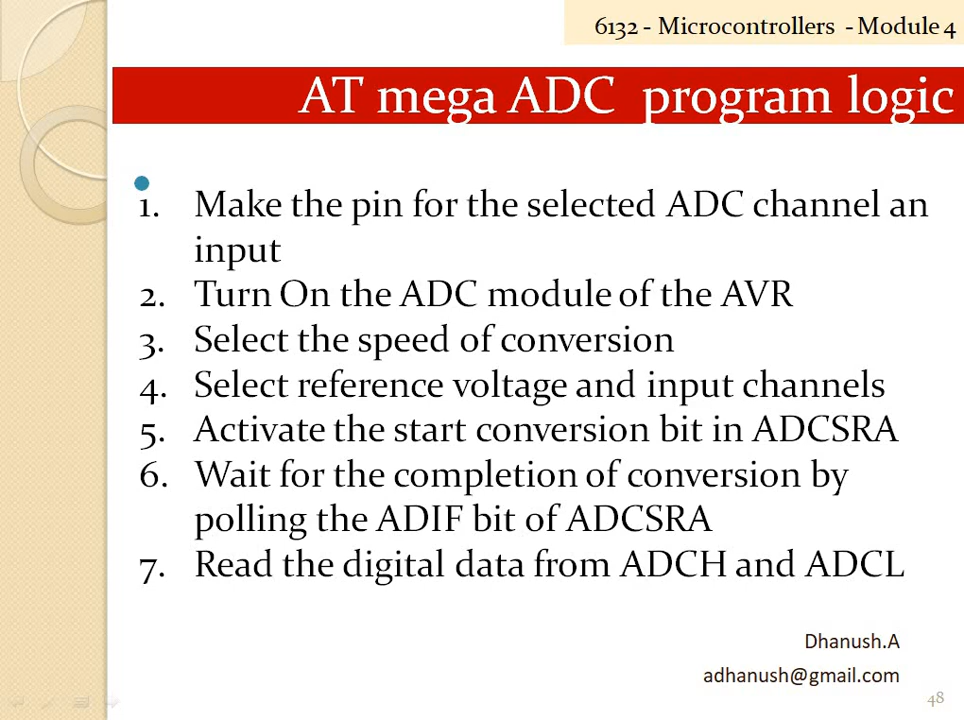 6132 - Microcontrollers - Module 4
AT mega ADC program logic
1. Make the pin for the selected ADC channel an
input
2. Turn On the ADC module of the AVR
3. Select the speed of conversion
4. Select reference voltage and input channels
5. Activate the start conversion bit in ADCSRA
6. Wait for the completion of conversion by
polling the ADIF bit of ADCSRA
7. Read the digital data from ADCH and ADCL
Dhanush.A
adhanush@gmail.com
48